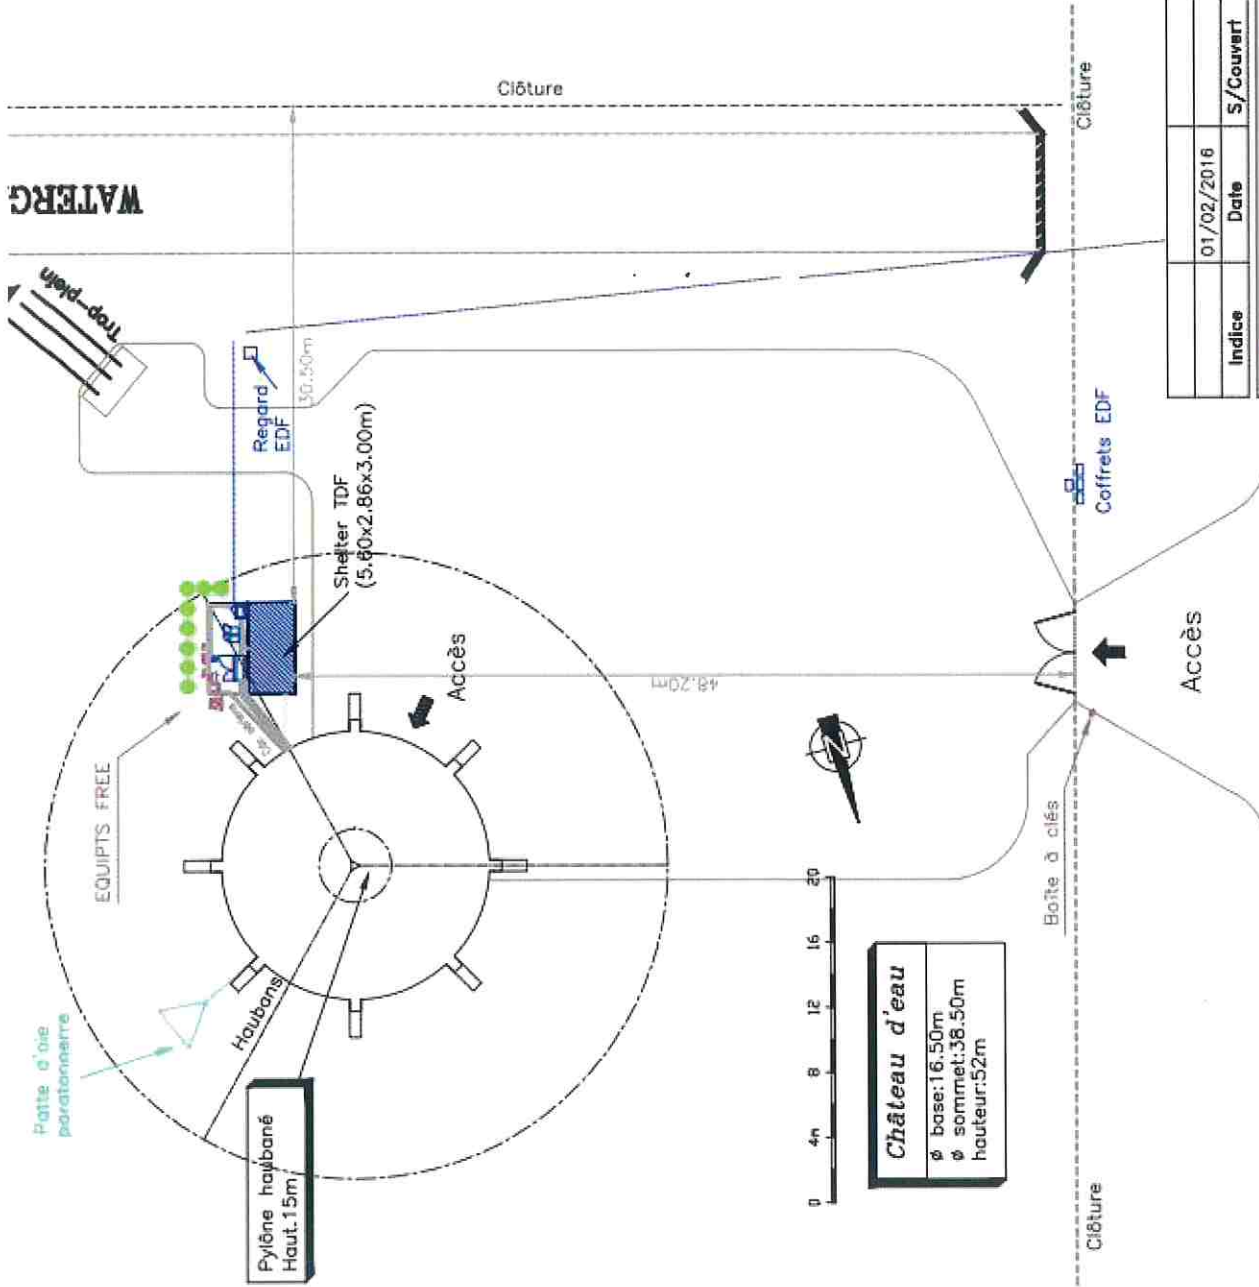 Clôture
WATERG
Trop-plein
30.50m
Regard
EDF
Shelter TDF
(5.60x2.86x3.00m)
EQUIPTS FREE
Accès
48.20m
Patte d'oie
paratonnerre
Haubans
Pylône haubané
Haut.15m
N
Clôture
Coffrets EDF
Accès
Boîte à clés
0 4m 8 12 16 20
Château d'eau
ø base:16.50m
ø sommet:38.50m
hauteur:52m
Clôture
01/02/2016
Indice Date S/Couvert